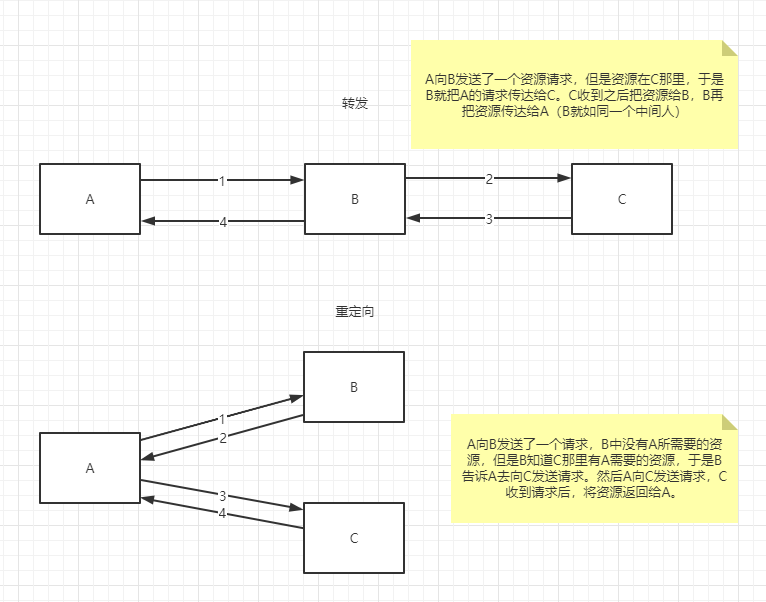 A向B发送了一个资源请求，但是资源在C那里，于是
B就把A的请求传达给C。C收到之后把资源给B，B再
把资源传达给A（B就如同一个中间人）
转发
A
1
B
2
C
4
3
重定向
B
1
2
A
A向B发送了一个请求，B中没有A所需要的资
源，但是B知道C那里有A需要的资源，于是B
告诉A去向C发送请求。然后A向C发送请求，C
收到请求后，将资源返回给A。
3
4
C